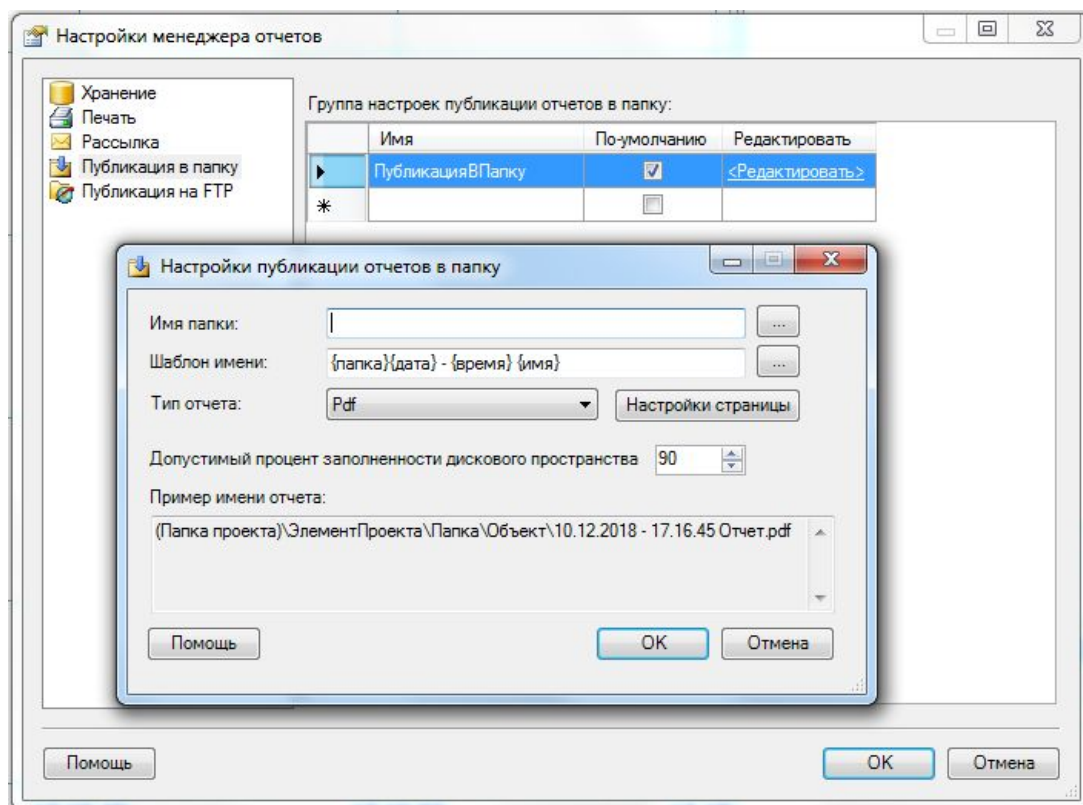 Настройки менеджера отчетов
Хранение
Печать
Рассылка
Публикация в папку
Публикация на FTP
Группа настроек публикации отчетов в папку:
Имя По-умолчанию Редактировать
ПубликацияВПапку <Редактировать>
Настройки публикации отчетов в папку
Имя папки: ...
Шаблон имени: {папка}{дата} - {время} {имя} ...
Тип отчета: Pdf Настройки страницы
Допустимый процент заполненности дискового пространства 90
Пример имени отчета:
(Папка проекта)\ЭлементПроекта\Папка\Объект\10.12.2018 - 17.16.45 Отчет.pdf
Помощь OK Отмена
Помощь OK Отмена